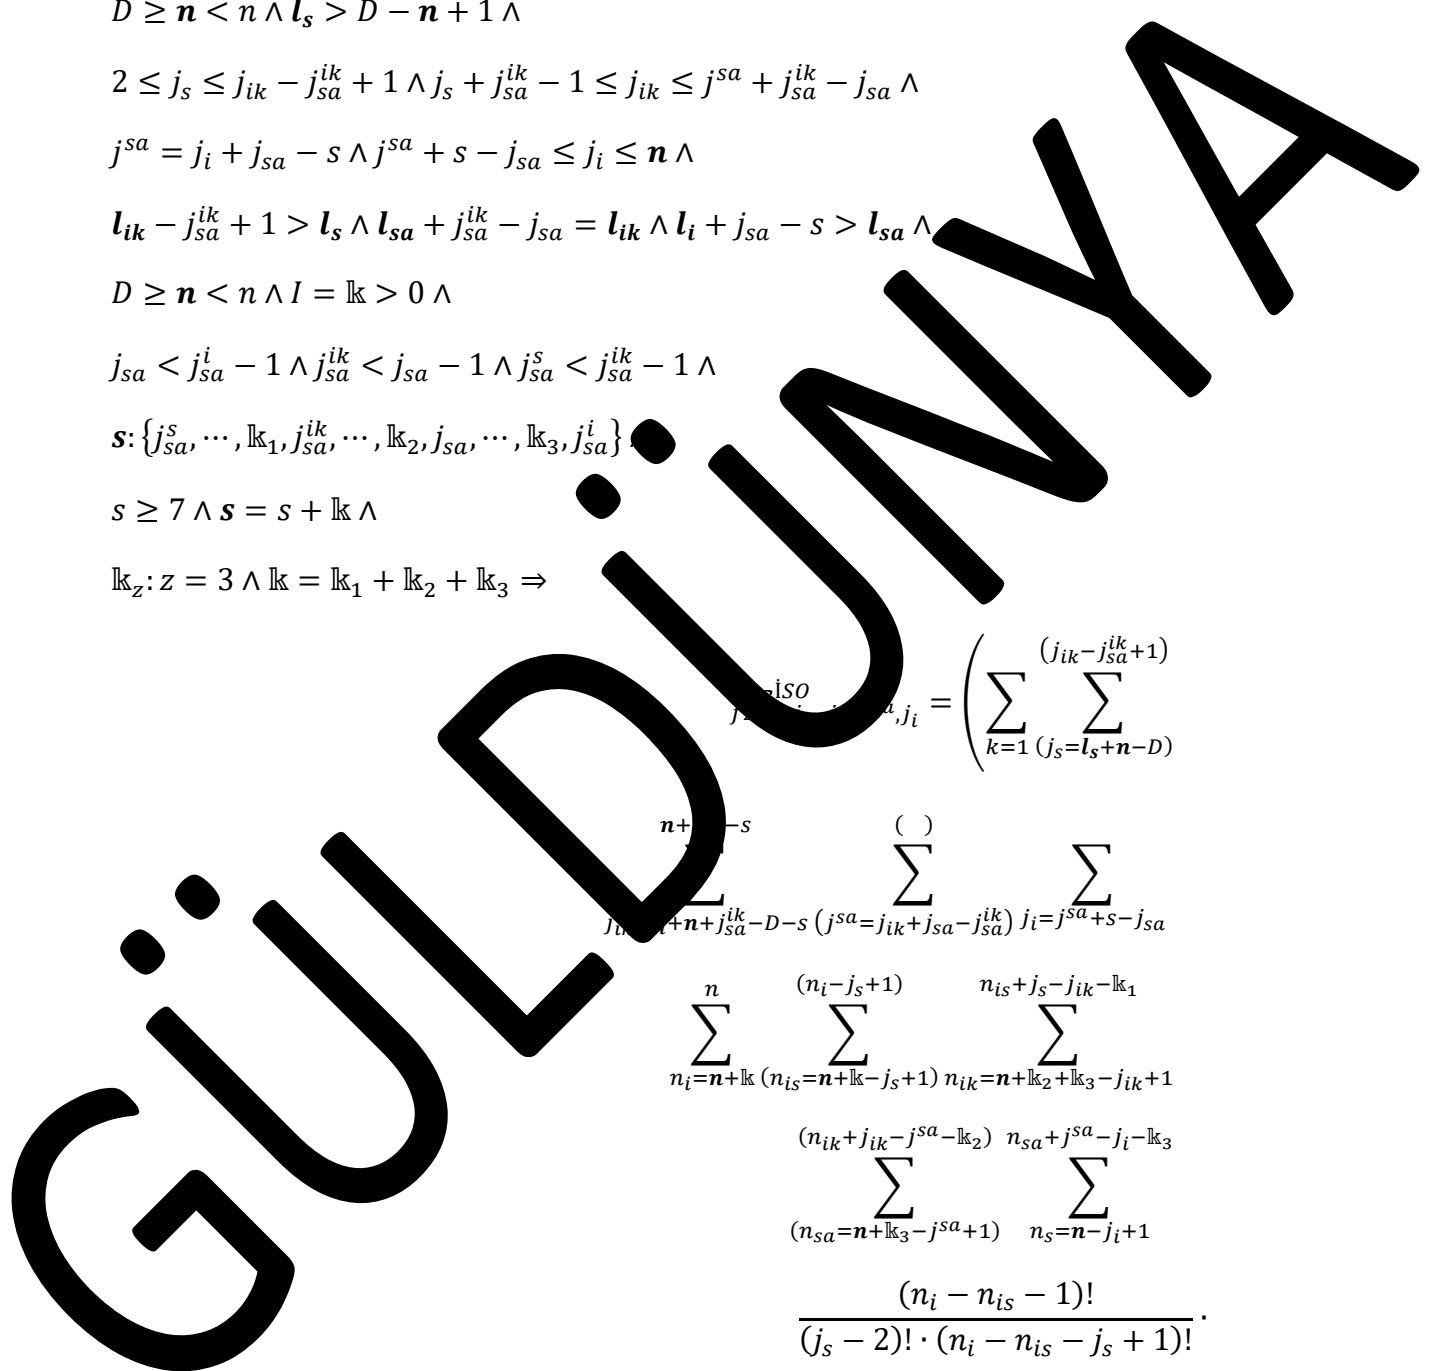 D ≥ n < n ∧ l_s > D − n + 1 ∧
2 ≤ j_s ≤ j_{ik} − j_{sa}^{ik} + 1 ∧ j_s + j_{sa}^{ik} − 1 ≤ j_{ik} ≤ j^{sa} + j_{sa}^{ik} − j_{sa} ∧
j^{sa} = j_i + j_{sa} − s ∧ j^{sa} + s − j_{sa} ≤ j_i ≤ n ∧
l_{ik} − j_{sa}^{ik} + 1 > l_s ∧ l_{sa} + j_{sa}^{ik} − j_{sa} = l_{ik} ∧ l_i + j_{sa} − s > l_{sa} ∧
D ≥ n < n ∧ I = 𝕜 > 0 ∧
j_{sa} < j_{sa}^i − 1 ∧ j_{sa}^{ik} < j_{sa} − 1 ∧ j_{sa}^s < j_{sa}^{ik} − 1 ∧
s: {j_{sa}^s, ⋯, 𝕜_1, j_{sa}^{ik}, ⋯, 𝕜_2, j_{sa}, ⋯, 𝕜_3, j_{sa}^i}
s ≥ 7 ∧ s = s + 𝕜 ∧
𝕜_z: z = 3 ∧ 𝕜 = 𝕜_1 + 𝕜_2 + 𝕜_3 ⇒
İSO ,j_i = ( ∑_{k=1} ∑_{(j_s=l_s+n−D)}^{(j_{ik}−j_{sa}^{ik}+1)}
∑_{+n+j_{sa}^{ik}−D−s}^{n+ −s} ∑_{(j^{sa}=j_{ik}+j_{sa}−j_{sa}^{ik})}^{( )} ∑_{j_i=j^{sa}+s−j_{sa}}
∑_{n_i=n+𝕜}^{n} ∑_{(n_{is}=n+𝕜−j_s+1)}^{(n_i−j_s+1)} ∑_{n_{ik}=n+𝕜_2+𝕜_3−j_{ik}+1}^{n_{is}+j_s−j_{ik}−𝕜_1}
∑_{(n_{sa}=n+𝕜_3−j^{sa}+1)}^{(n_{ik}+j_{ik}−j^{sa}−𝕜_2)} ∑_{n_s=n−j_i+1}^{n_{sa}+j^{sa}−j_i−𝕜_3}
(n_i − n_{is} − 1)!
(j_s − 2)! · (n_i − n_{is} − j_s + 1)! ·
GÜLDÜNYA